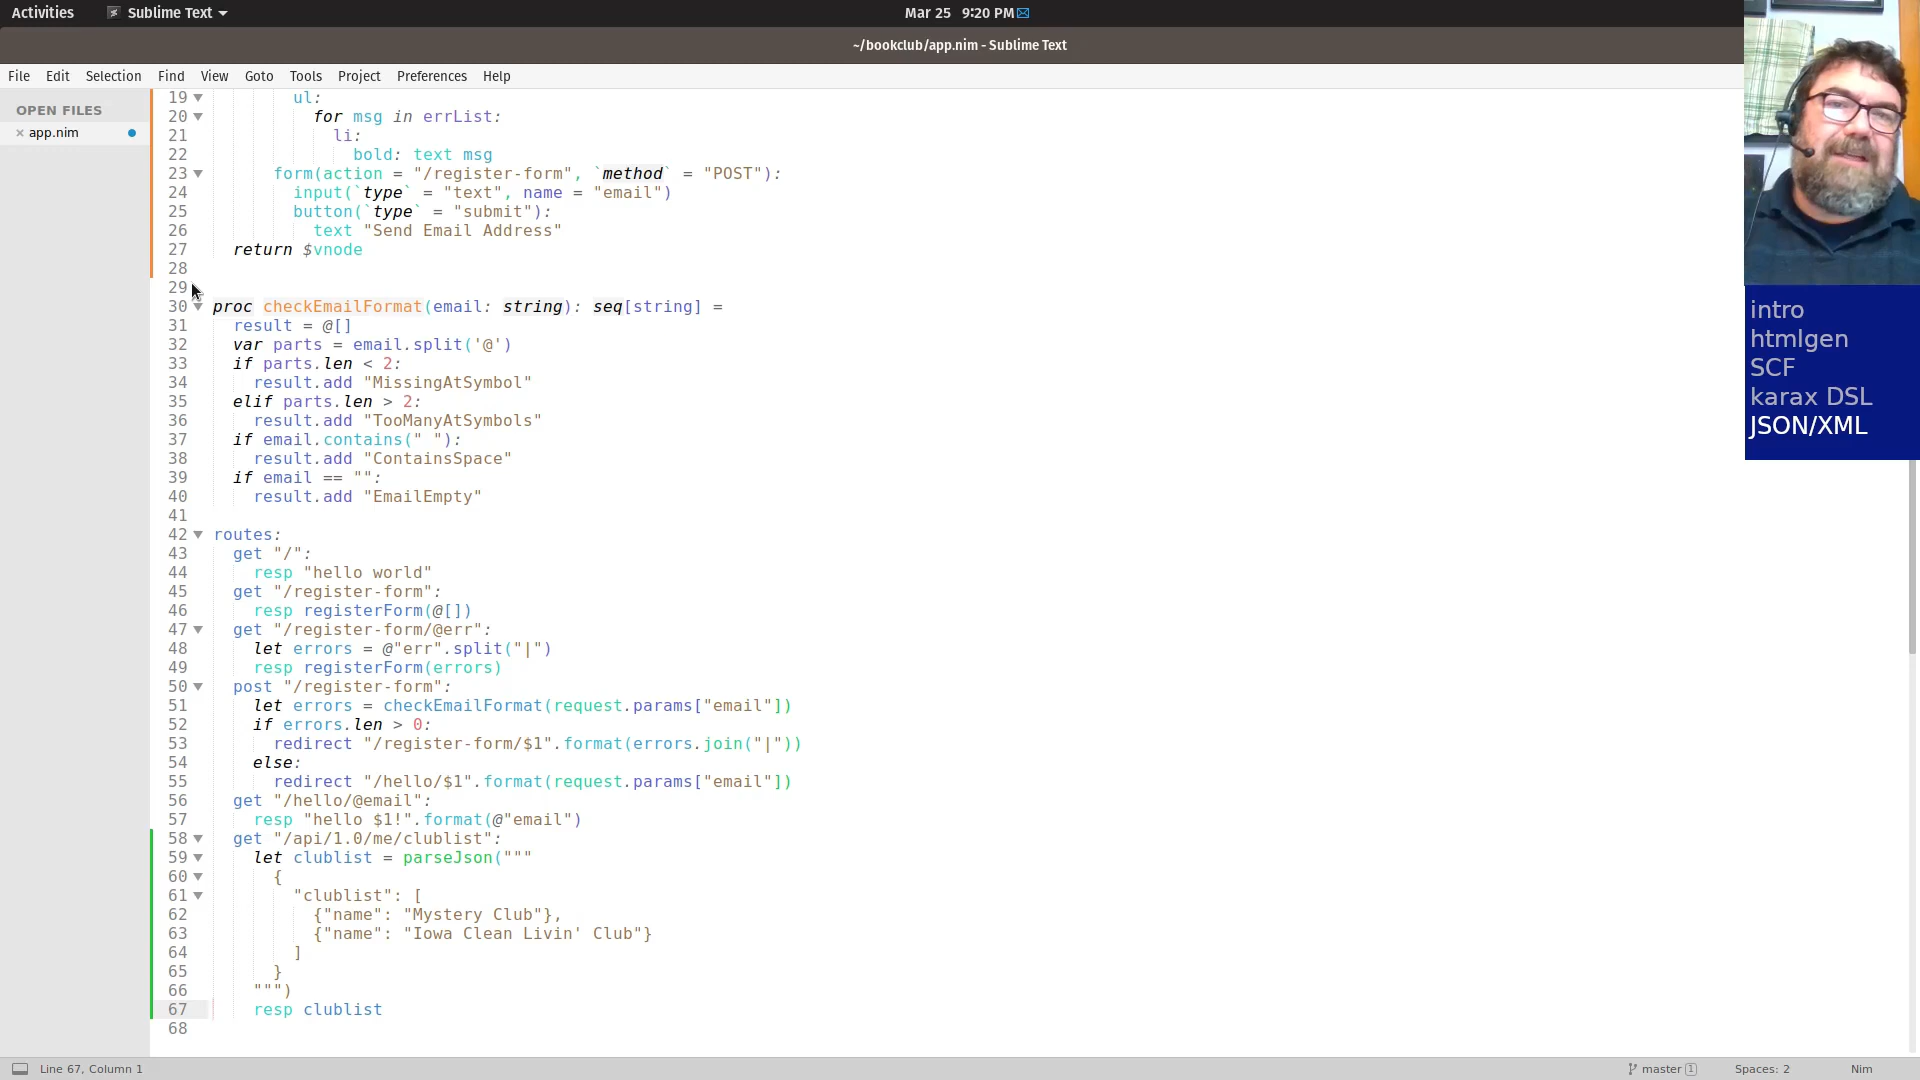 Activities
Sublime Text
Mar 25 9:20 PM
~/bookclub/app.nim - Sublime Text
File Edit Selection Find View Goto Tools Project Preferences Help
OPEN FILES
app.nim
19 ul:
20 for msg in errList:
21 li:
22 bold: text msg
23 form(action = "/register-form", `method` = "POST"):
24 input(`type` = "text", name = "email")
25 button(`type` = "submit"):
26 text "Send Email Address"
27 return $vnode
28
29
30 proc checkEmailFormat(email: string): seq[string] =
31 result = @[]
32 var parts = email.split('@')
33 if parts.len < 2:
34 result.add "MissingAtSymbol"
35 elif parts.len > 2:
36 result.add "TooManyAtSymbols"
37 if email.contains(" "):
38 result.add "ContainsSpace"
39 if email == "":
40 result.add "EmailEmpty"
41
42 routes:
43 get "/":
44 resp "hello world"
45 get "/register-form":
46 resp registerForm(@[])
47 get "/register-form/@err":
48 let errors = @"err".split("|")
49 resp registerForm(errors)
50 post "/register-form":
51 let errors = checkEmailFormat(request.params["email"])
52 if errors.len > 0:
53 redirect "/register-form/$1".format(errors.join("|"))
54 else:
55 redirect "/hello/$1".format(request.params["email"])
56 get "/hello/@email":
57 resp "hello $1!".format(@"email")
58 get "/api/1.0/me/clublist":
59 let clublist = parseJson("""
60 {
61 "clublist": [
62 {"name": "Mystery Club"},
63 {"name": "Iowa Clean Livin' Club"}
64 ]
65 }
66 """)
67 resp clublist
68
intro
htmlgen
SCF
karax DSL
JSON/XML
Line 67, Column 1
master 1
Spaces: 2
Nim